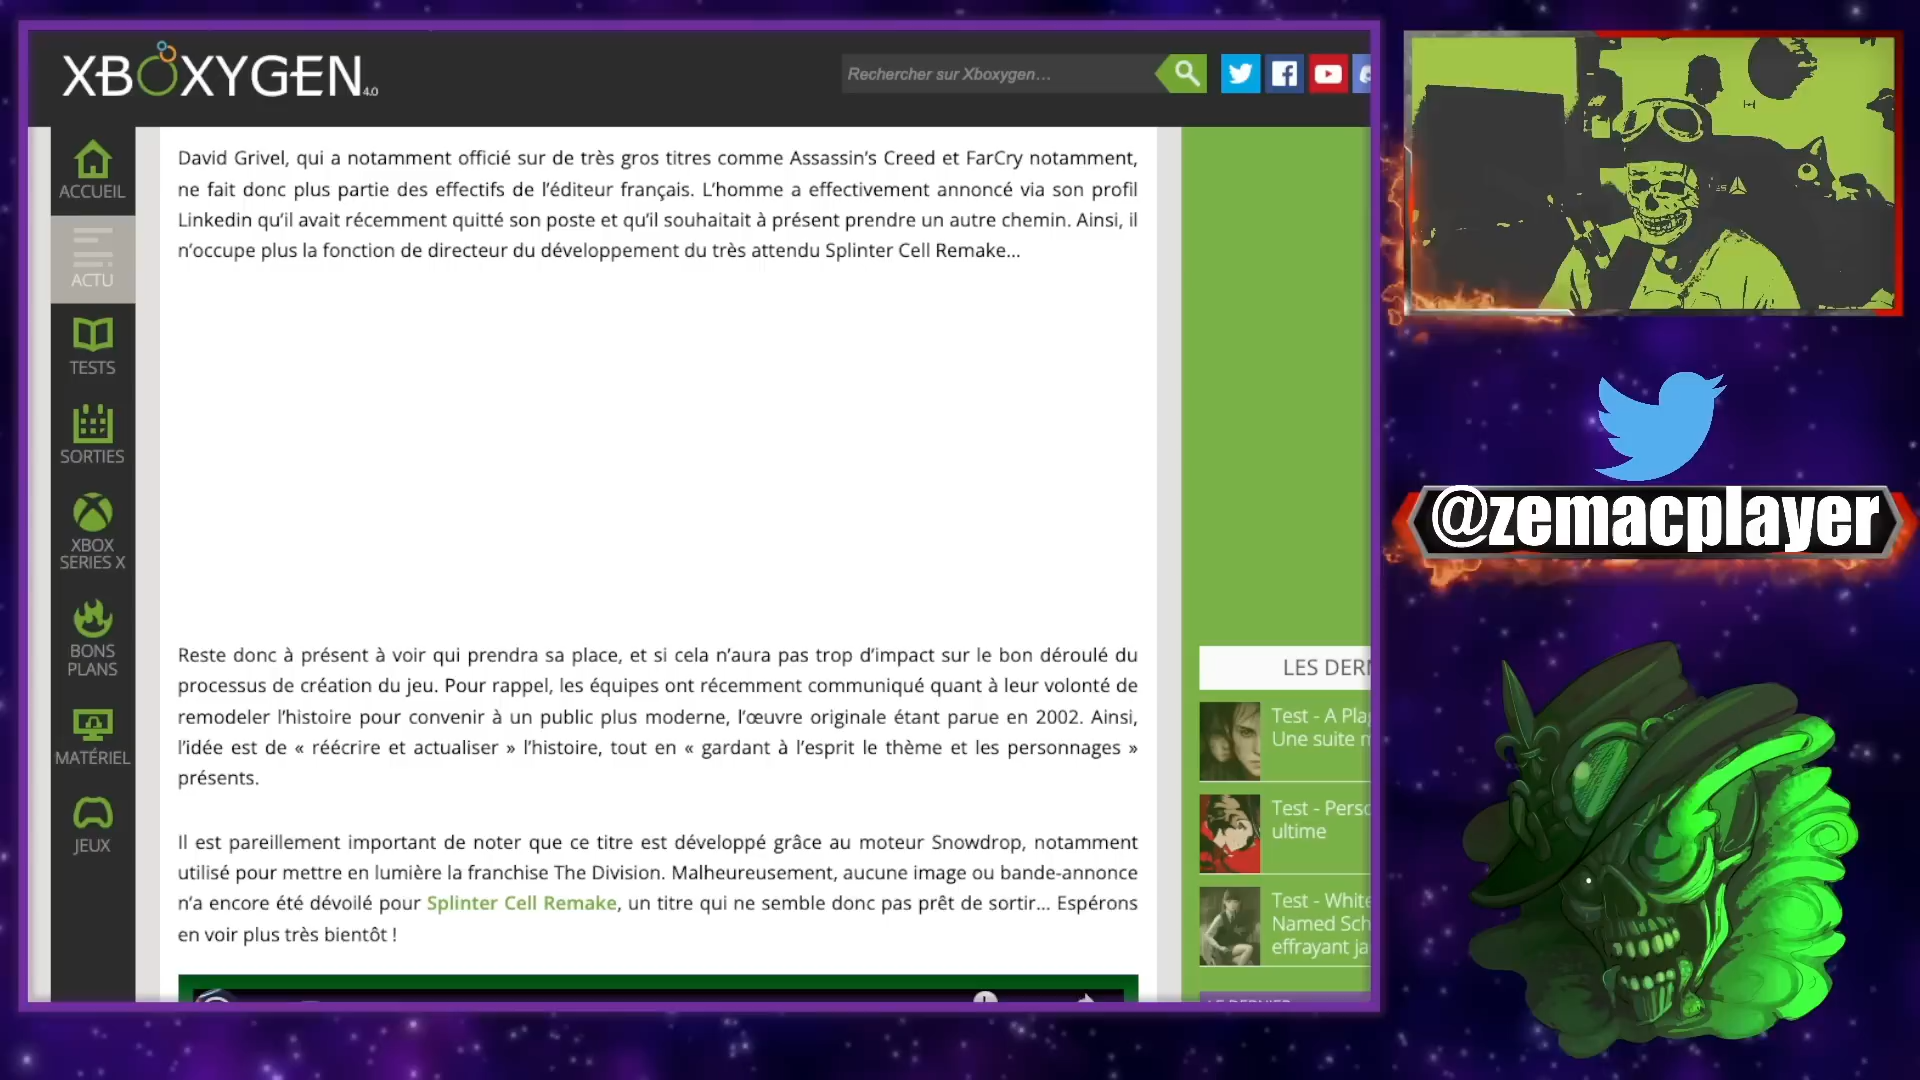 XBOXYGEN 4.0
Rechercher sur Xboxygen...
ACCUEIL
ACTU
TESTS
SORTIES
XBOX
SERIES X
BONS
PLANS
MATÉRIEL
JEUX
David Grivel, qui a notamment officié sur de très gros titres comme Assassin’s Creed et FarCry notamment,
ne fait donc plus partie des effectifs de l’éditeur français. L’homme a effectivement annoncé via son profil
Linkedin qu’il avait récemment quitté son poste et qu’il souhaitait à présent prendre un autre chemin. Ainsi, il
n’occupe plus la fonction de directeur du développement du très attendu Splinter Cell Remake...
Reste donc à présent à voir qui prendra sa place, et si cela n’aura pas trop d’impact sur le bon déroulé du
processus de création du jeu. Pour rappel, les équipes ont récemment communiqué quant à leur volonté de
remodeler l’histoire pour convenir à un public plus moderne, l’œuvre originale étant parue en 2002. Ainsi,
l’idée est de « réécrire et actualiser » l’histoire, tout en « gardant à l’esprit le thème et les personnages »
présents.
Il est pareillement important de noter que ce titre est développé grâce au moteur Snowdrop, notamment
utilisé pour mettre en lumière la franchise The Division. Malheureusement, aucune image ou bande-annonce
n’a encore été dévoilé pour Splinter Cell Remake, un titre qui ne semble donc pas prêt de sortir... Espérons
en voir plus très bientôt !
LES DER
Test - A Pla
Une suite m
Test - Perso
ultime
Test - White
Named Sch
effrayant ja
@zemacplayer